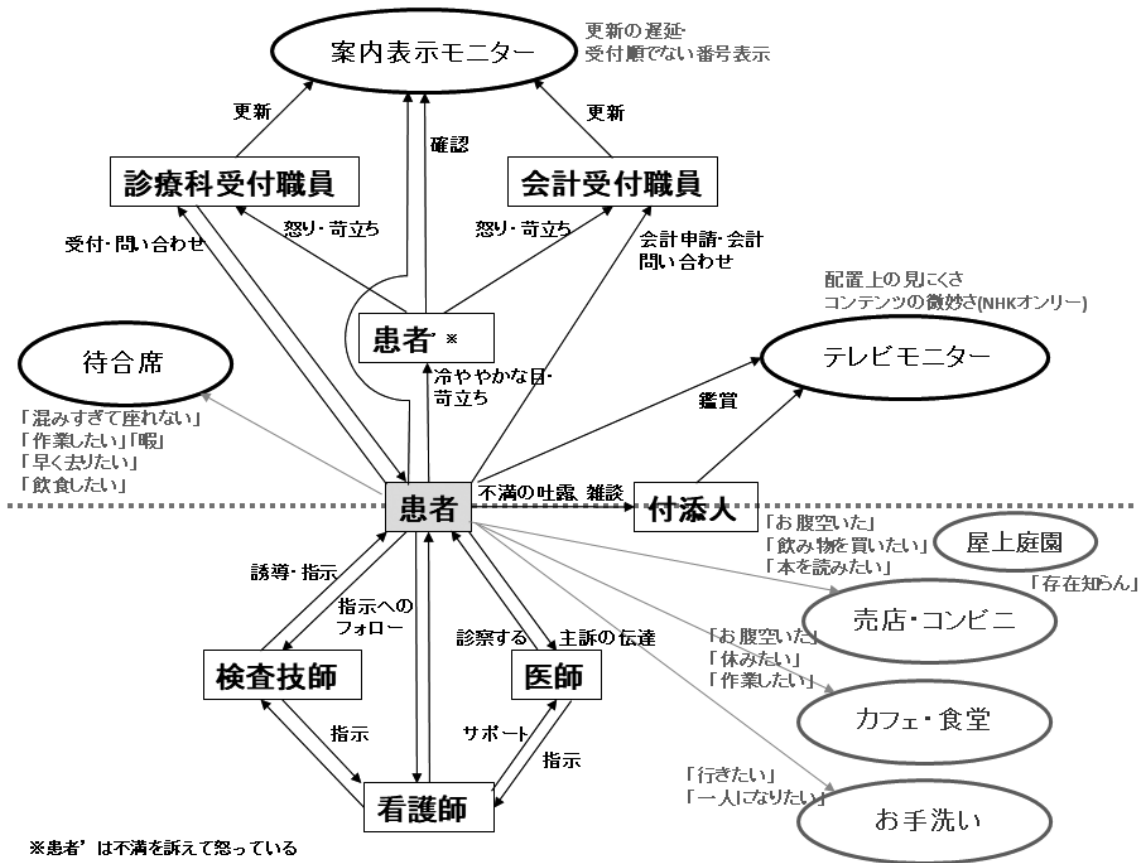 案内表示モニター
更新の遅延・
受付順でない番号表示
更新
確認
更新
診療科受付職員
会計受付職員
受付・問い合わせ
怒り・苛立ち
怒り・苛立ち
会計申請・会計
問い合わせ
配置上の見にくさ
コンテンツの微妙さ(NHKオンリー)
患者’ ※
テレビモニター
待合席
冷ややかな目・
苛立ち
鑑賞
「混みすぎて座れない」
「作業したい」「暇」
「早く去りたい」
「飲食したい」
患者
不満の吐露、雑談
付添人
「お腹空いた」
「飲み物を買いたい」
「本を読みたい」
屋上庭園
「存在知らん」
誘導・指示
指示への
フォロー
診察する
主訴の伝達
売店・コンビニ
「お腹空いた」
「休みたい」
「作業したい」
検査技師
医師
カフェ・食堂
指示
サポート
指示
「行きたい」
「一人になりたい」
看護師
お手洗い
※患者’は不満を訴えて怒っている